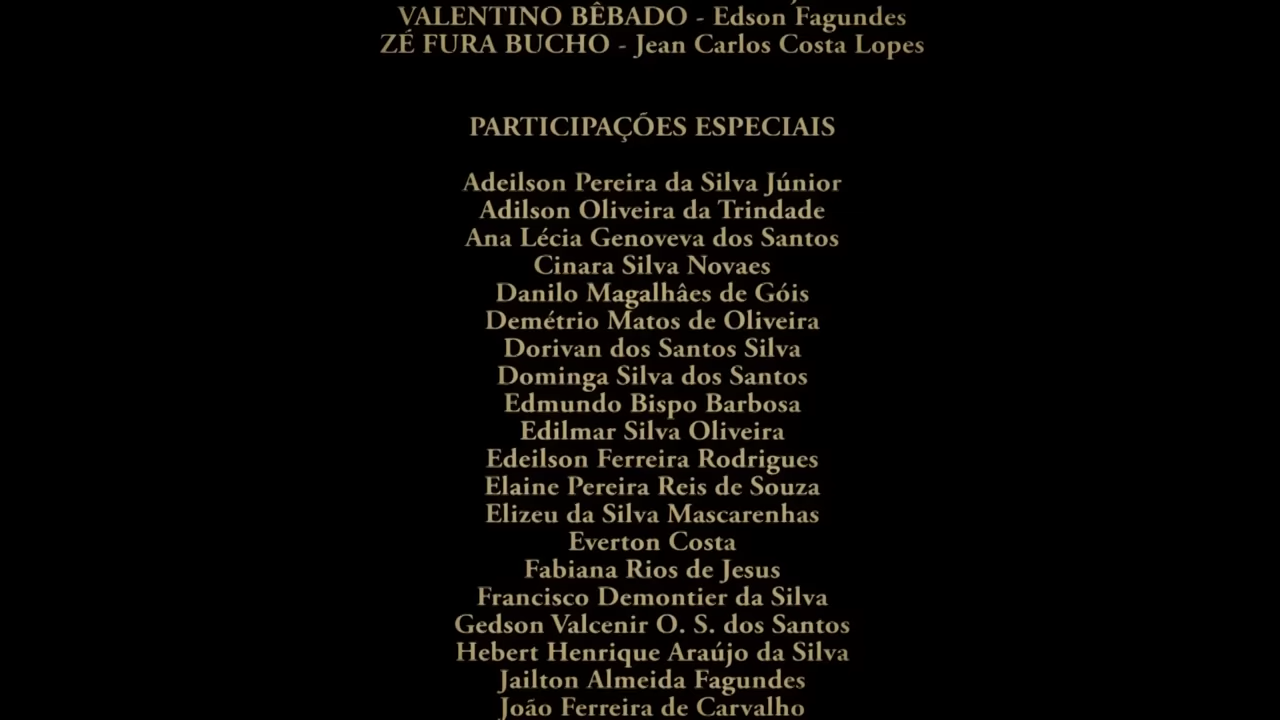 VALENTINO BÊBADO - Edson Fagundes
ZÉ FURA BUCHO - Jean Carlos Costa Lopes
PARTICIPAÇÕES ESPECIAIS
Adeilson Pereira da Silva Júnior
Adilson Oliveira da Trindade
Ana Lécia Genoveva dos Santos
Cinara Silva Novaes
Danilo Magalhâes de Góis
Demétrio Matos de Oliveira
Dorivan dos Santos Silva
Dominga Silva dos Santos
Edmundo Bispo Barbosa
Edilmar Silva Oliveira
Edeilson Ferreira Rodrigues
Elaine Pereira Reis de Souza
Elizeu da Silva Mascarenhas
Everton Costa
Fabiana Rios de Jesus
Francisco Demontier da Silva
Gedson Valcenir O. S. dos Santos
Hebert Henrique Araújo da Silva
Jailton Almeida Fagundes
João Ferreira de Carvalho